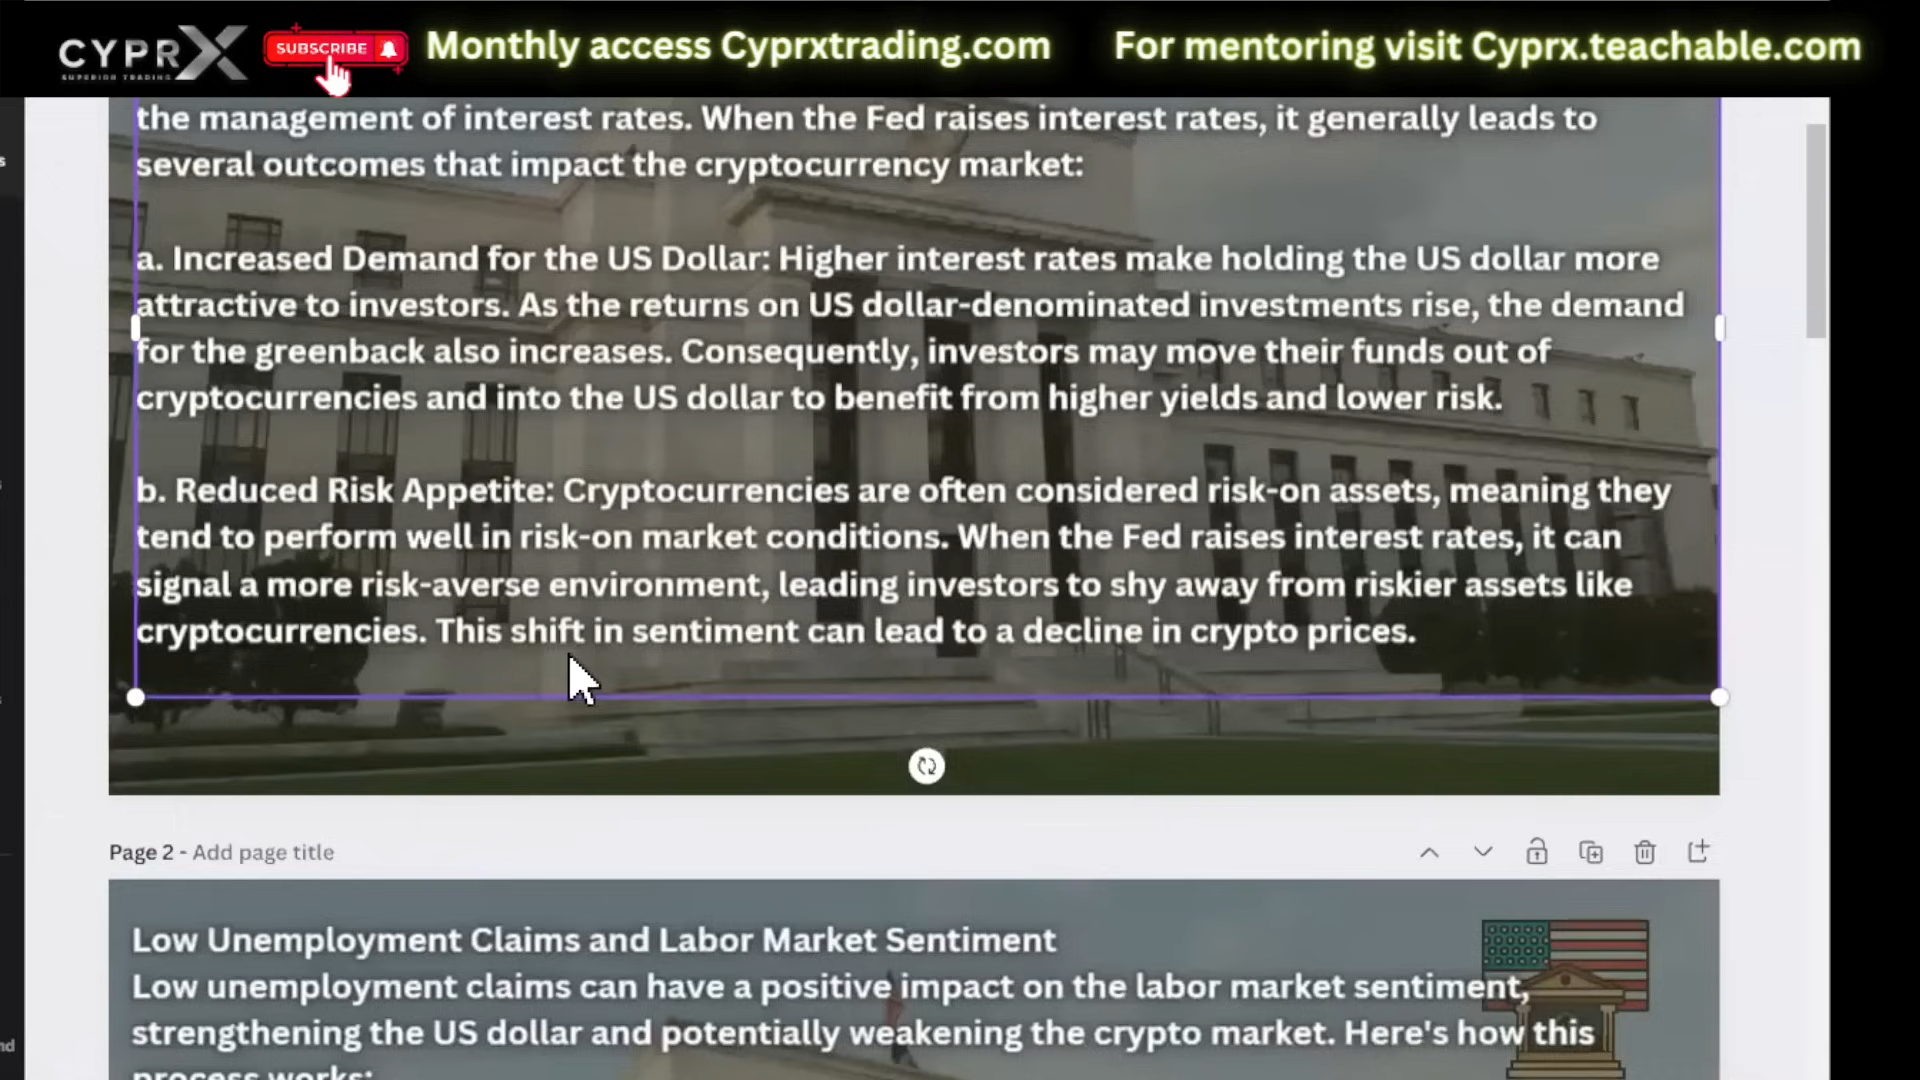 CYPRX
SUPERIOR TRADING
SUBSCRIBE
Monthly access Cyprxtrading.com
For mentoring visit Cyprx.teachable.com
the management of interest rates. When the Fed raises interest rates, it generally leads to
several outcomes that impact the cryptocurrency market:
a. Increased Demand for the US Dollar: Higher interest rates make holding the US dollar more
attractive to investors. As the returns on US dollar-denominated investments rise, the demand
for the greenback also increases. Consequently, investors may move their funds out of
cryptocurrencies and into the US dollar to benefit from higher yields and lower risk.
b. Reduced Risk Appetite: Cryptocurrencies are often considered risk-on assets, meaning they
tend to perform well in risk-on market conditions. When the Fed raises interest rates, it can
signal a more risk-averse environment, leading investors to shy away from riskier assets like
cryptocurrencies. This shift in sentiment can lead to a decline in crypto prices.
Page 2 - Add page title
Low Unemployment Claims and Labor Market Sentiment
Low unemployment claims can have a positive impact on the labor market sentiment,
strengthening the US dollar and potentially weakening the crypto market. Here's how this
process works: